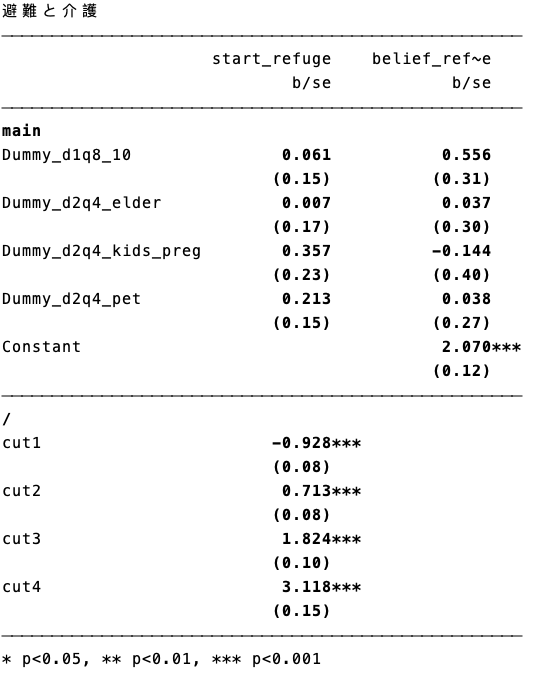 避難と介護
start_refuge belief_ref~e
b/se b/se
main
Dummy_d1q8_10 0.061 0.556
(0.15) (0.31)
Dummy_d2q4_elder 0.007 0.037
(0.17) (0.30)
Dummy_d2q4_kids_preg 0.357 -0.144
(0.23) (0.40)
Dummy_d2q4_pet 0.213 0.038
(0.15) (0.27)
Constant 2.070***
(0.12)
/
cut1 -0.928***
(0.08)
cut2 0.713***
(0.08)
cut3 1.824***
(0.10)
cut4 3.118***
(0.15)
* p<0.05, ** p<0.01, *** p<0.001